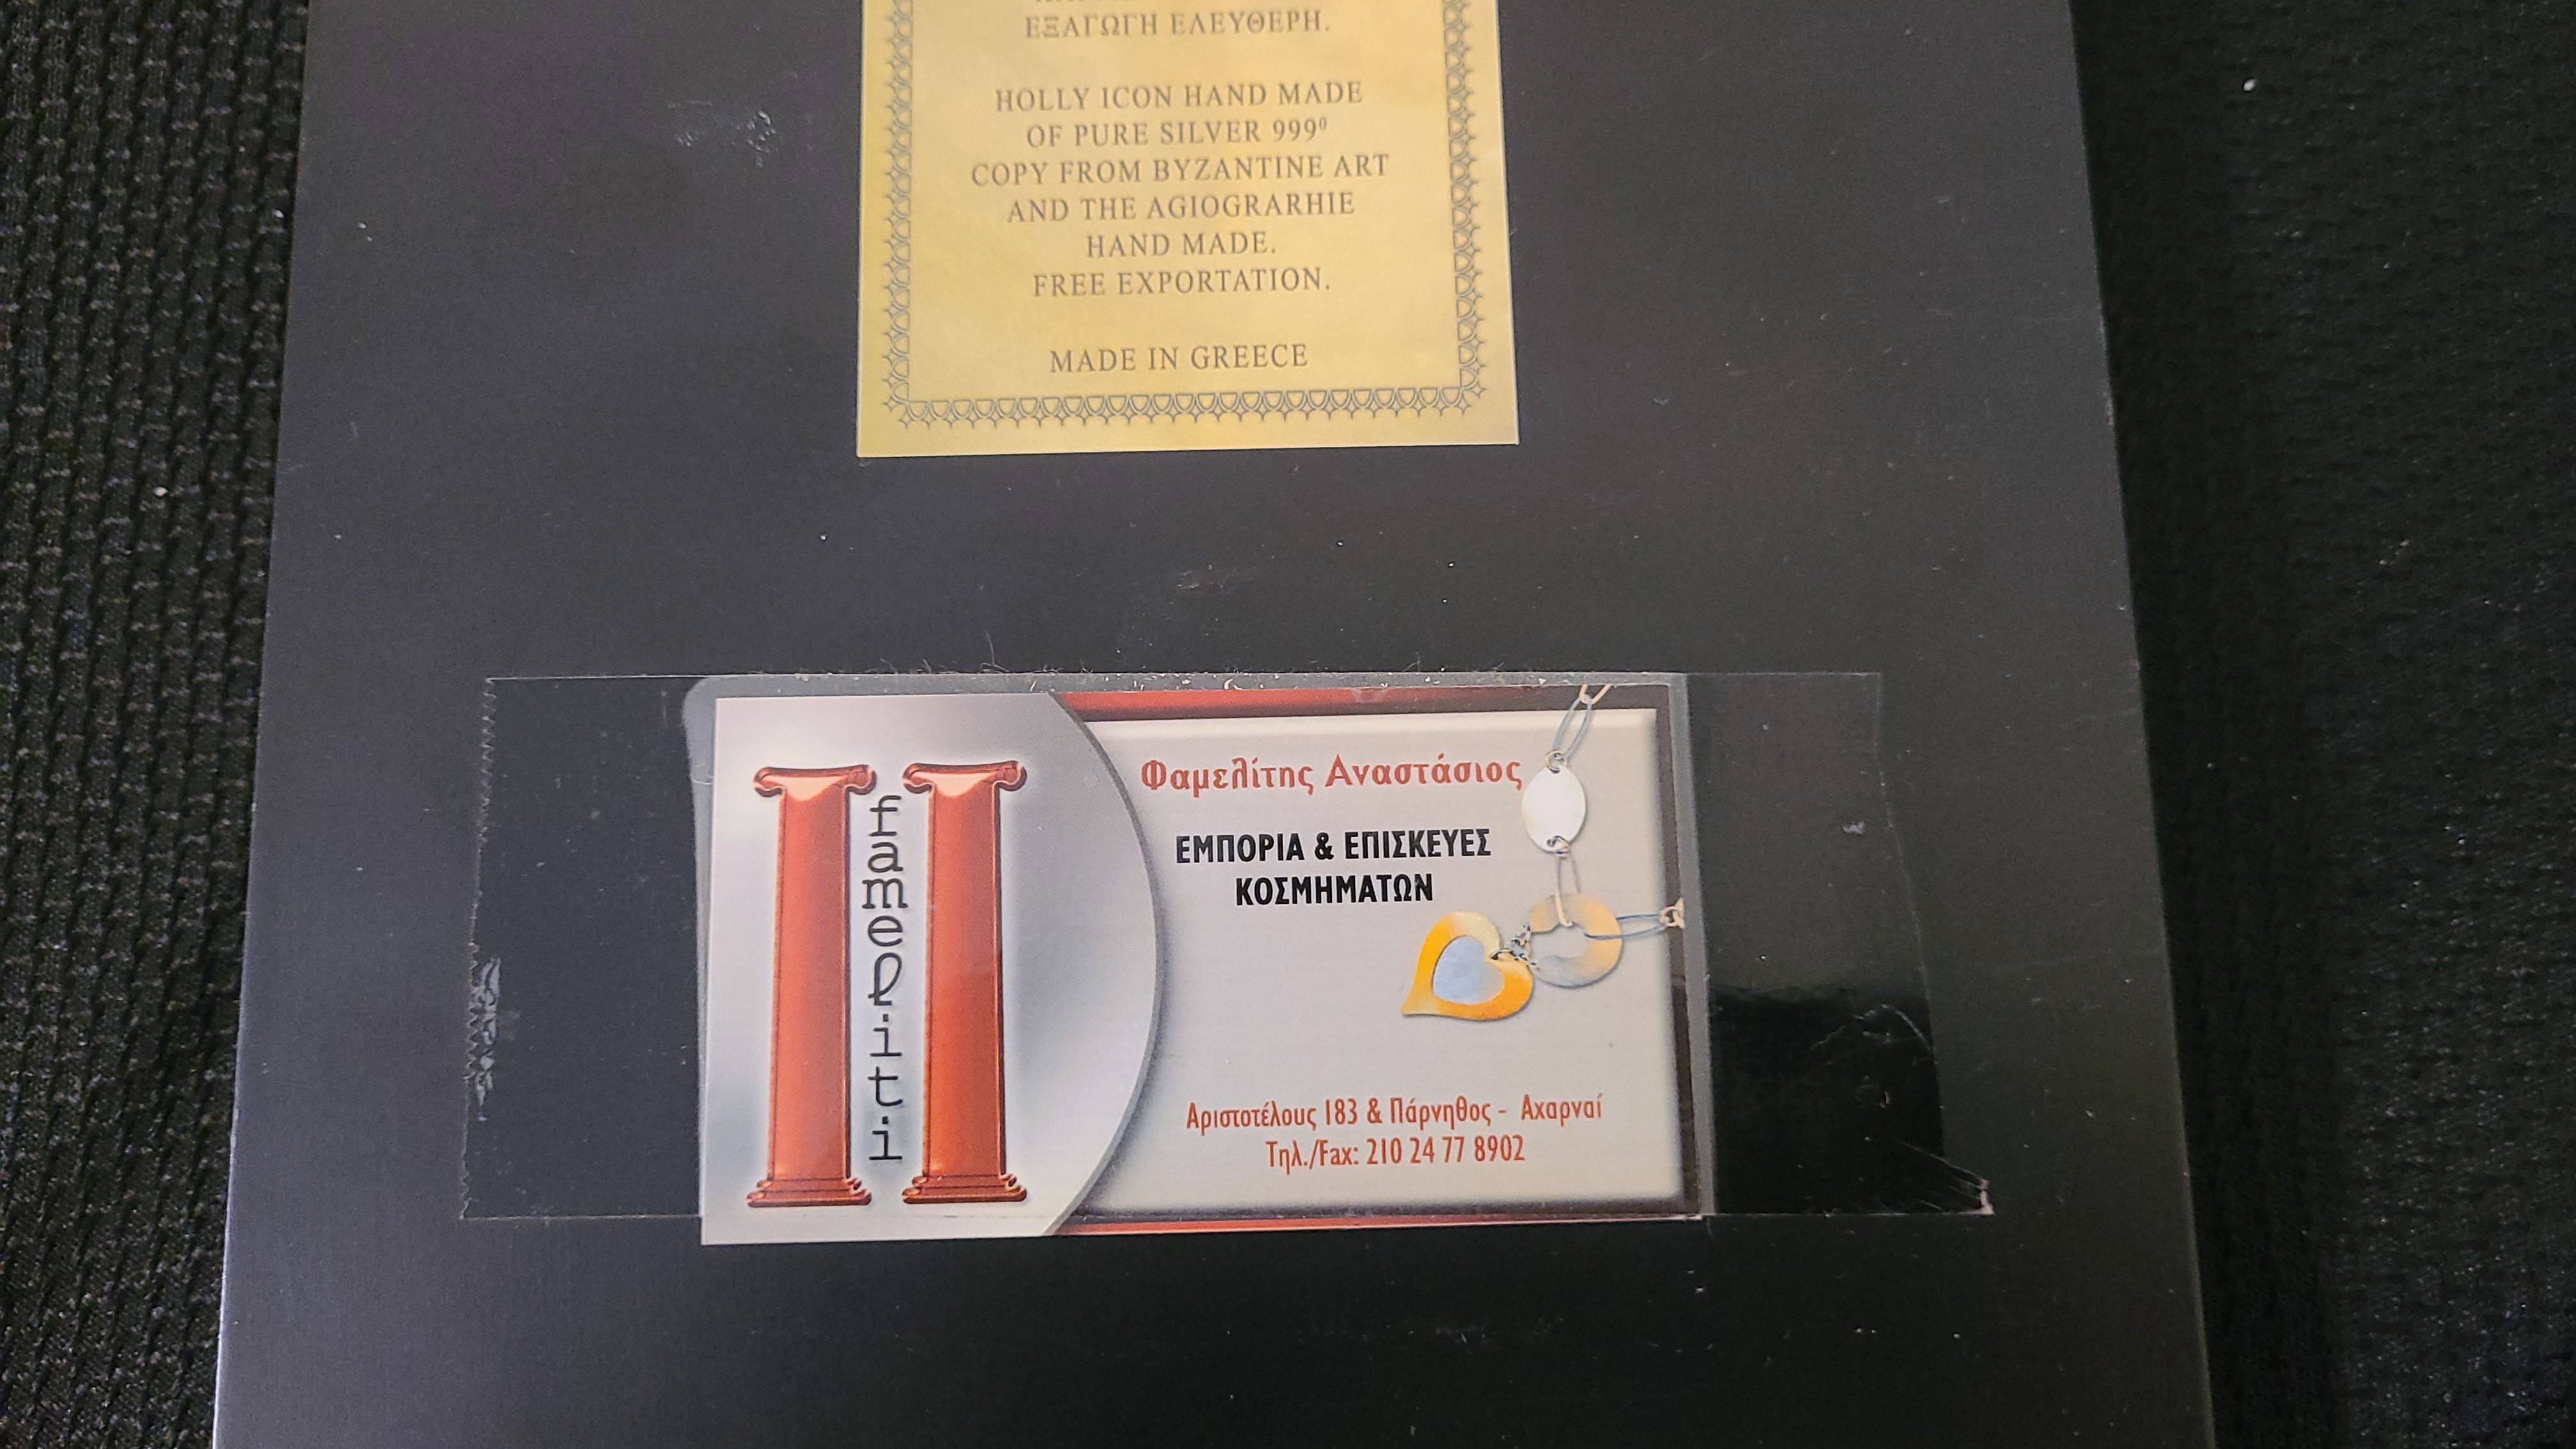 ΕΞΑΓΩΓΗ ΕΛΕΥΘΕΡΗ.
HOLLY ICON HAND MADE
OF PURE SILVER 999⁰
COPY FROM BYZANTINE ART
AND THE AGIOGRARHIE
HAND MADE.
FREE EXPORTATION.
MADE IN GREECE
fameliti
Φαμελίτης Αναστάσιος
ΕΜΠΟΡΙΑ & ΕΠΙΣΚΕΥΕΣ
ΚΟΣΜΗΜΑΤΩΝ
Αριστοτέλους 183 & Πάρνηθος - Αχαρναί
Τηλ./Fax: 210 24 77 8902